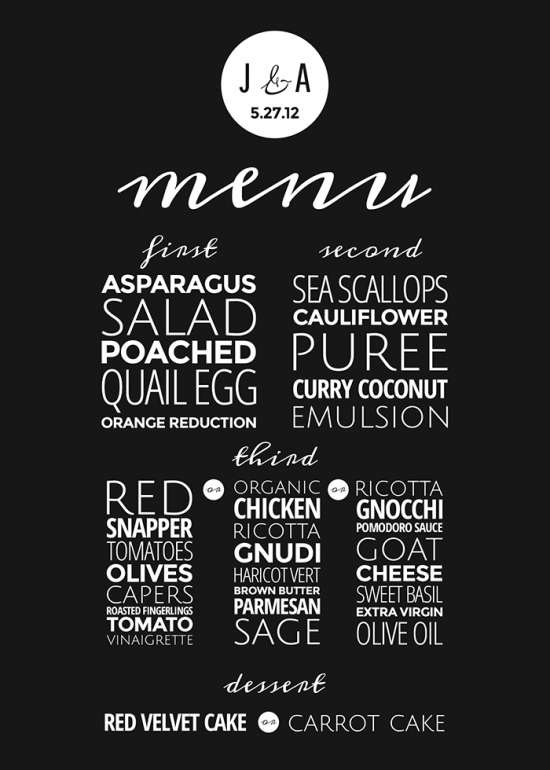 J & A
5.27.12
menu
first
ASPARAGUS
SALAD
POACHED
QUAIL EGG
ORANGE REDUCTION
second
SEA SCALLOPS
CAULIFLOWER
PUREE
CURRY COCONUT
EMULSION
third
RED
SNAPPER
TOMATOES
OLIVES
CAPERS
ROASTED FINGERLINGS
TOMATO
VINAIGRETTE
or
ORGANIC
CHICKEN
RICOTTA
GNUDI
HARICOT VERT
BROWN BUTTER
PARMESAN
SAGE
or
RICOTTA
GNOCCHI
POMODORO SAUCE
GOAT
CHEESE
SWEET BASIL
EXTRA VIRGIN
OLIVE OIL
dessert
RED VELVET CAKE or CARROT CAKE